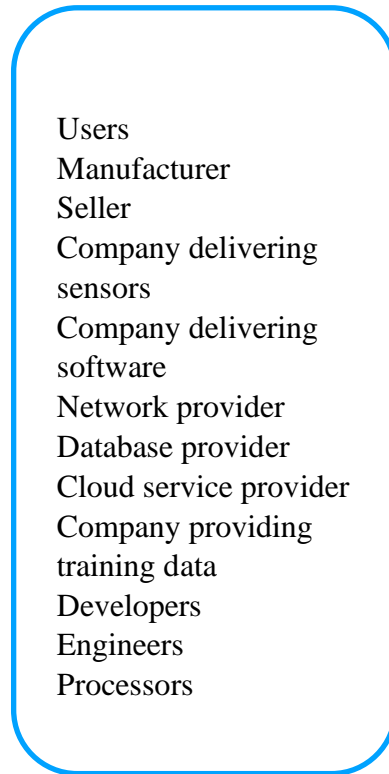 Users
Manufacturer
Seller
Company delivering
sensors
Company delivering
software
Network provider
Database provider
Cloud service provider
Company providing
training data
Developers
Engineers
Processors